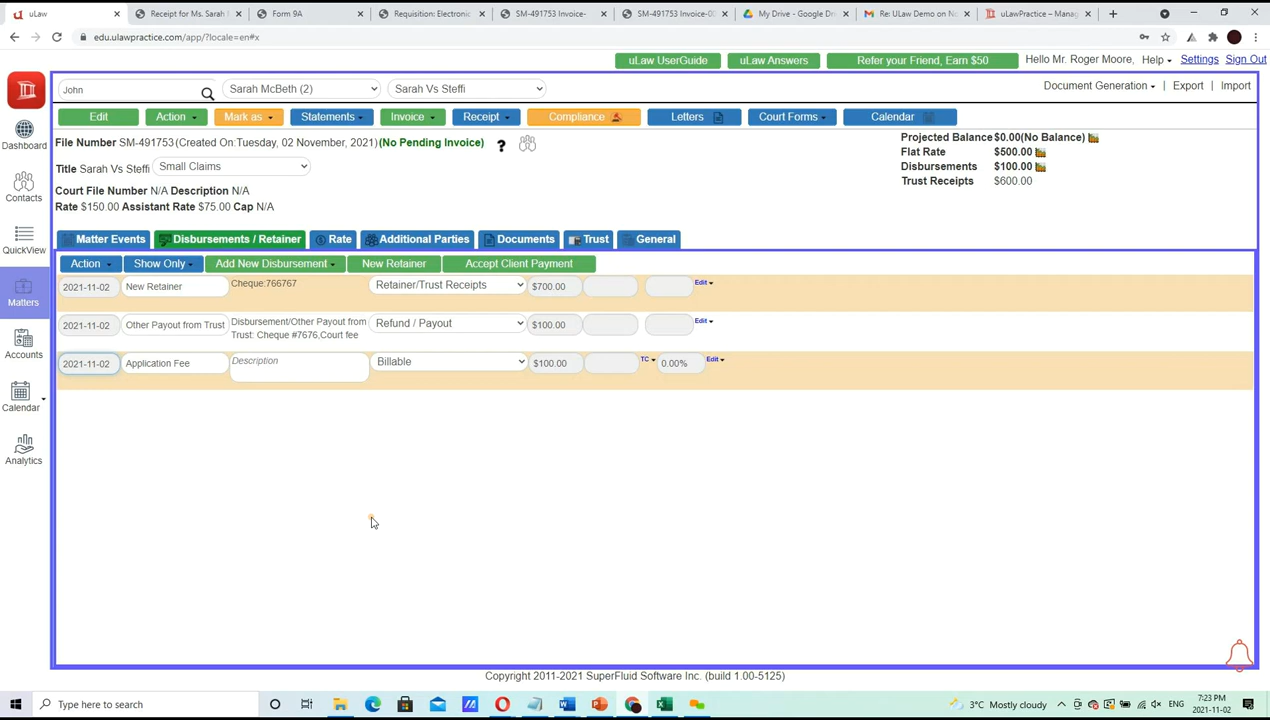 uLaw
Receipt for Ms. Sarah
Form 9A
Requisition: Electronic
SM-491753 Invoice-
SM-491753 Invoice-00
My Drive - Google Dri
Re: ULaw Demo on No
uLawPractice – Manag
edu.ulawpractice.com/app/?locale=en#x
uLaw UserGuide
uLaw Answers
Refer your Friend, Earn $50
Hello Mr. Roger Moore, Help
Settings
Sign Out
John
Sarah McBeth (2)
Sarah Vs Steffi
Document Generation
Export
Import
Edit
Action
Mark as
Statements
Invoice
Receipt
Compliance
Letters
Court Forms
Calendar
File Number SM-491753(Created On:Tuesday, 02 November, 2021)(No Pending Invoice)
?
Title Sarah Vs Steffi
Small Claims
Court File Number N/A Description N/A
Rate $150.00 Assistant Rate $75.00 Cap N/A
Projected Balance $0.00(No Balance)
Flat Rate $500.00
Disbursements $100.00
Trust Receipts $600.00
Dashboard
Contacts
QuickView
Matters
Accounts
Calendar
Analytics
Matter Events
Disbursements / Retainer
Rate
Additional Parties
Documents
Trust
General
Action
Show Only
Add New Disbursement
New Retainer
Accept Client Payment
2021-11-02
New Retainer
Cheque:766767
Retainer/Trust Receipts
$700.00
Edit
2021-11-02
Other Payout from Trust
Disbursement/Other Payout from
Trust: Cheque #7676,Court fee
Refund / Payout
$100.00
Edit
2021-11-02
Application Fee
Description
Billable
$100.00
TC
0.00%
Edit
Copyright 2011-2021 SuperFluid Software Inc. (build 1.00-5125)
Type here to search
3°C Mostly cloudy
ENG
7:23 PM
2021-11-02